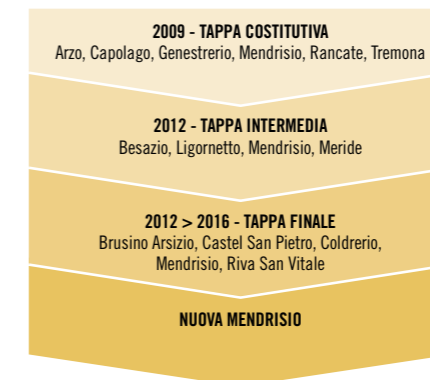 2009 - TAPPA COSTITUTIVA
Arzo, Capolago, Genestrerio, Mendrisio, Rancate, Tremona
2012 - TAPPA INTERMEDIA
Besazio, Ligornetto, Mendrisio, Meride
2012 > 2016 - TAPPA FINALE
Brusino Arsizio, Castel San Pietro, Coldrerio,
Mendrisio, Riva San Vitale
NUOVA MENDRISIO